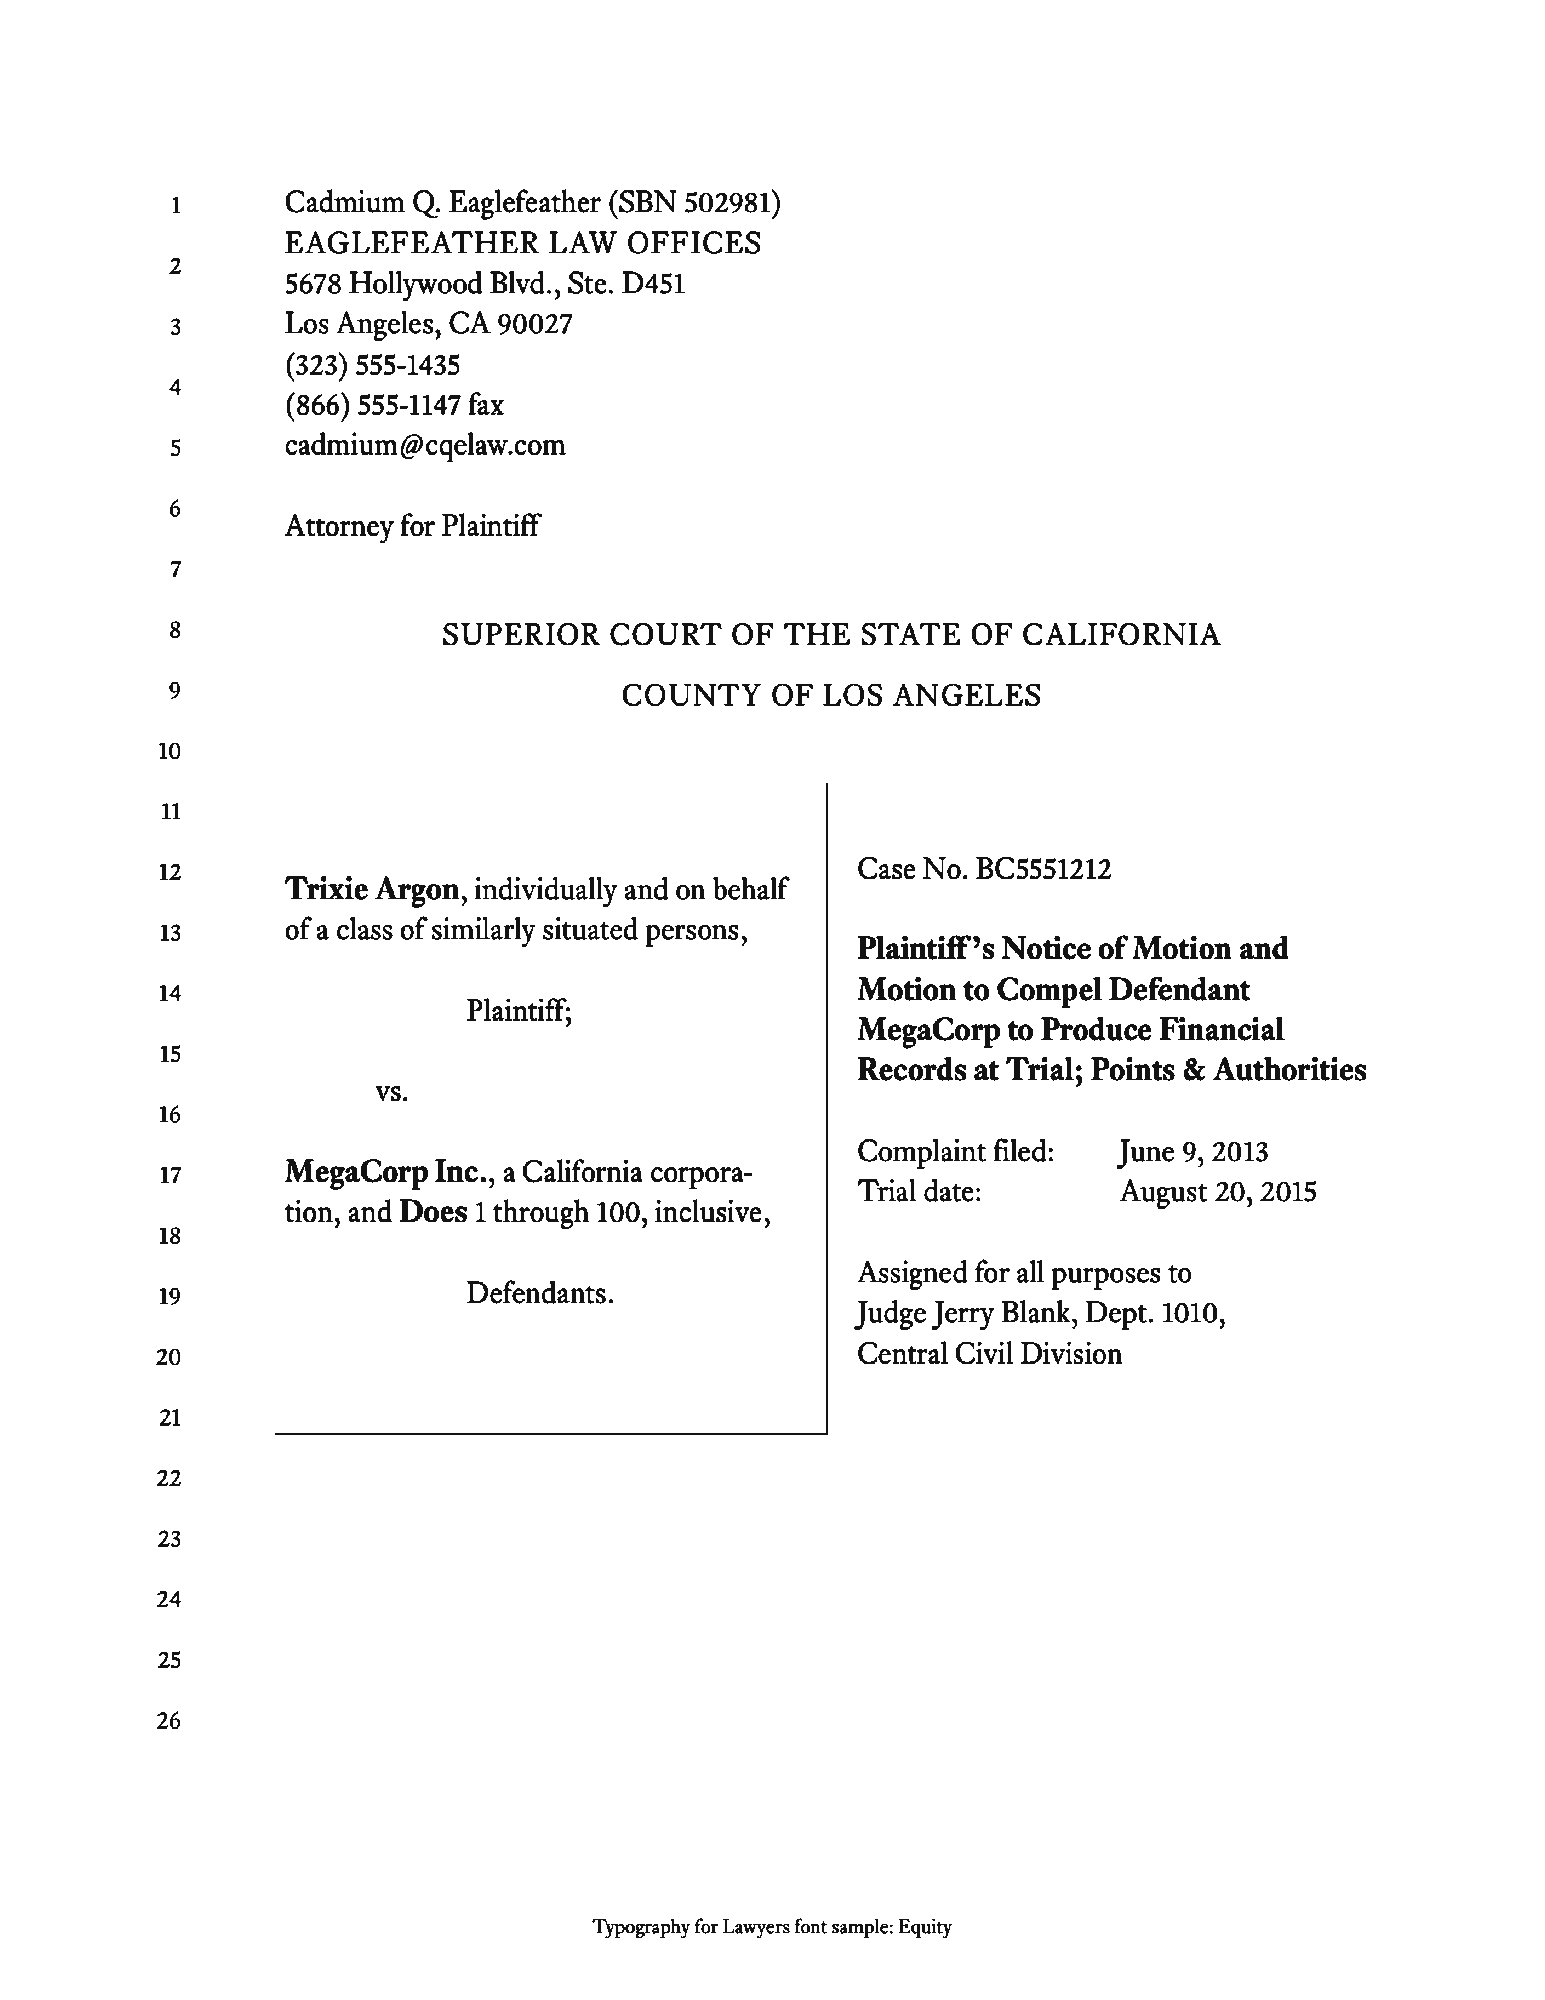 1
2
3
4
5
6
7
8
9
10
11
12
13
14
15
16
17
18
19
20
21
22
23
24
25
26
Cadmium Q. Eaglefeather (SBN 502981)
EAGLEFEATHER LAW OFFICES
5678 Hollywood Blvd., Ste. D451
Los Angeles, CA 90027
(323) 555-1435
(866) 555-1147 fax
cadmium@cqelaw.com
Attorney for Plaintiff
SUPERIOR COURT OF THE STATE OF CALIFORNIA
COUNTY OF LOS ANGELES
Trixie Argon, individually and on behalf
of a class of similarly situated persons,
Plaintiff;
vs.
MegaCorp Inc., a California corpora-
tion, and Does 1 through 100, inclusive,
Defendants.
Case No. BC5551212
Plaintiff’s Notice of Motion and
Motion to Compel Defendant
MegaCorp to Produce Financial
Records at Trial; Points & Authorities
Complaint filed: June 9, 2013
Trial date: August 20, 2015
Assigned for all purposes to
Judge Jerry Blank, Dept. 1010,
Central Civil Division
Typography for Lawyers font sample: Equity